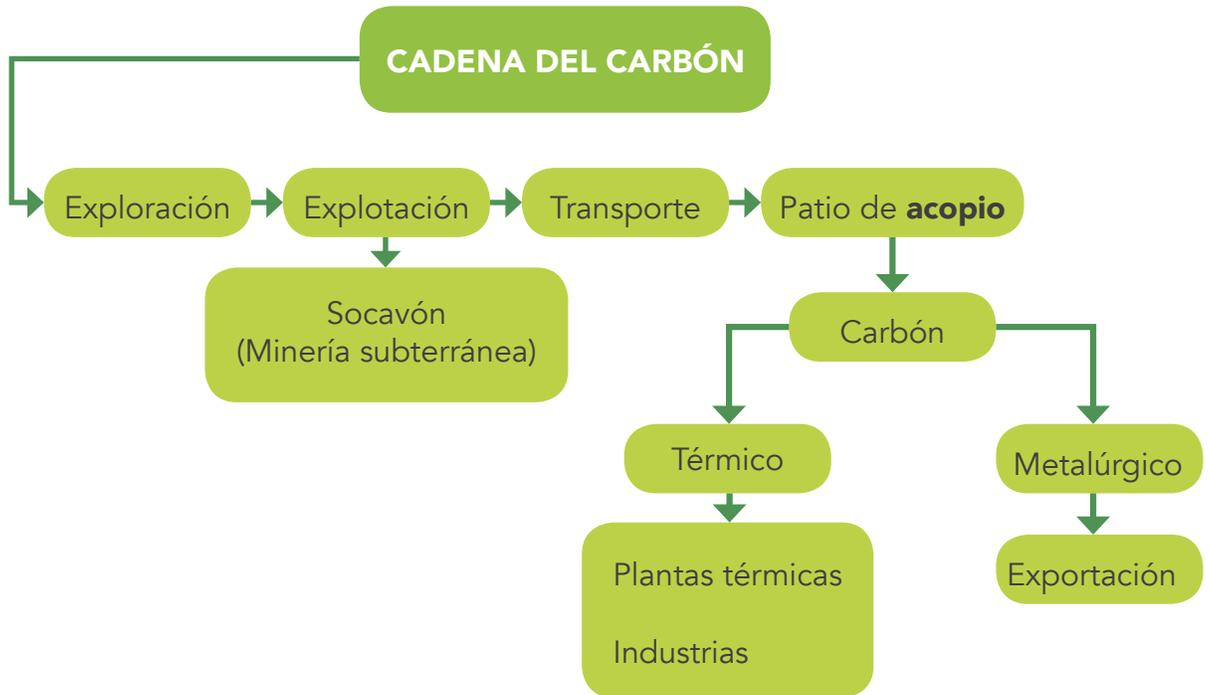 CADENA DEL CARBÓN
Exploración
Explotación
Transporte
Patio de acopio
Socavón
(Minería subterránea)
Carbón
Térmico
Metalúrgico
Plantas térmicas
Industrias
Exportación